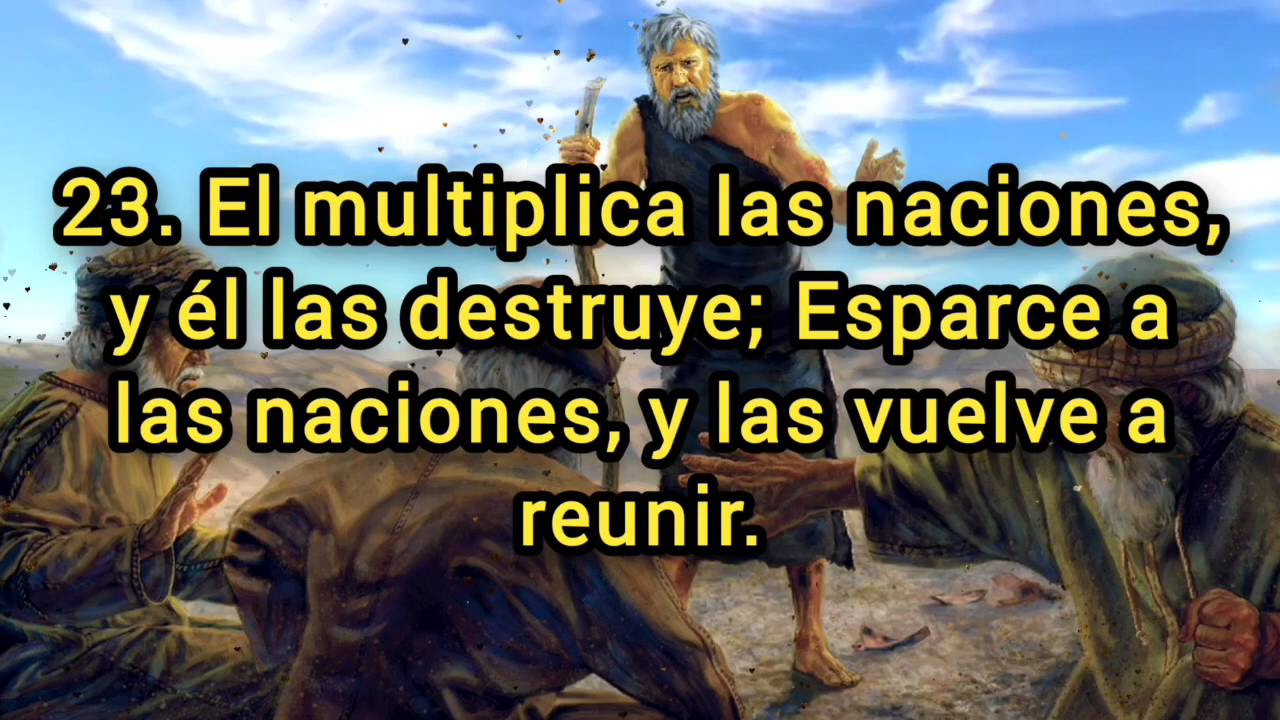 23. El multiplica las naciones,
y él las destruye; Esparce a
las naciones, y las vuelve a
reunir.